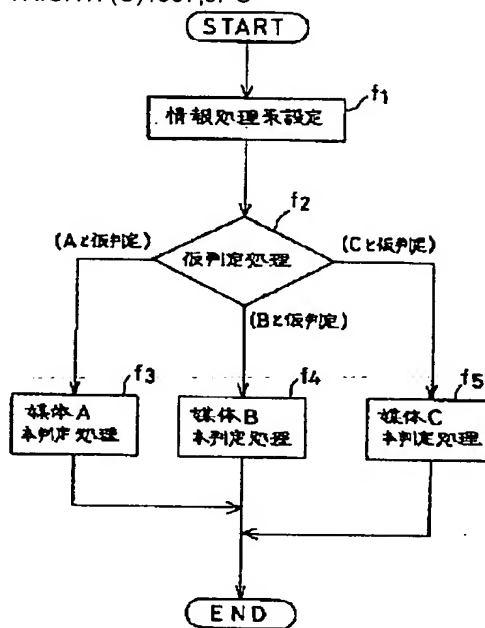 START
f1
情報処理系設定
f2
(Aと仮判定)
(Cと仮判定)
仮判定処理
(Bと仮判定)
f3
f4
f5
媒体A
本判定処理
媒体B
本判定処理
媒体C
本判定処理
END